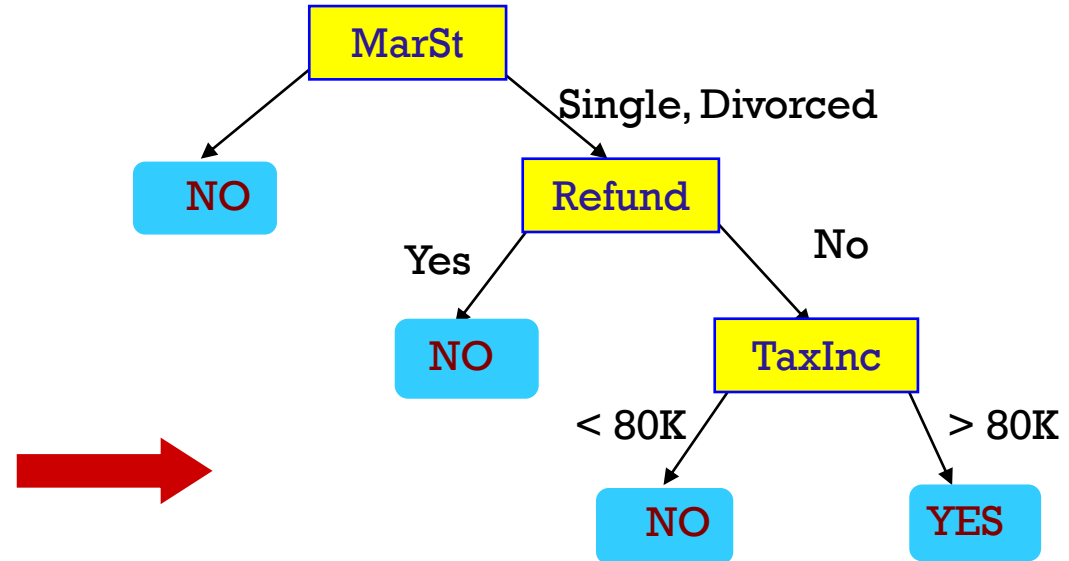 MarSt
Single, Divorced
NO
Refund
Yes
No
NO
TaxInc
< 80K
> 80K
NO
YES